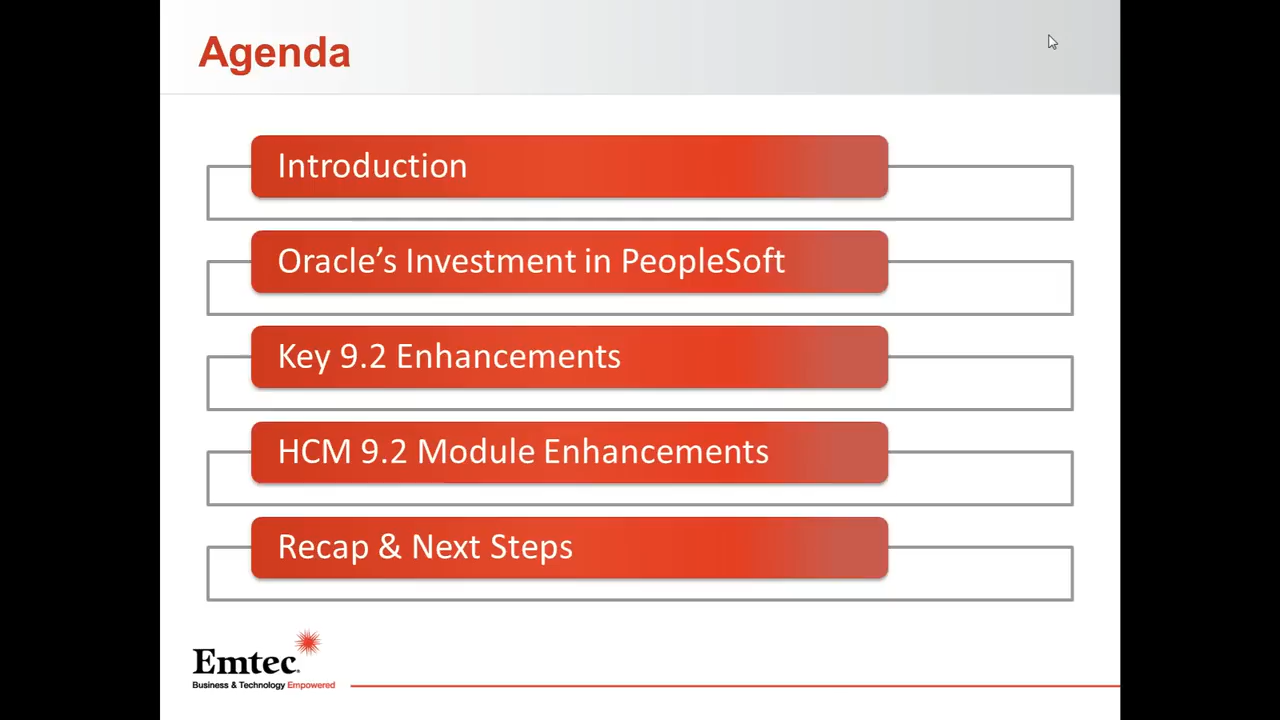 Agenda
Introduction
Oracle’s Investment in PeopleSoft
Key 9.2 Enhancements
HCM 9.2 Module Enhancements
Recap & Next Steps
Emtec
Business & Technology Empowered